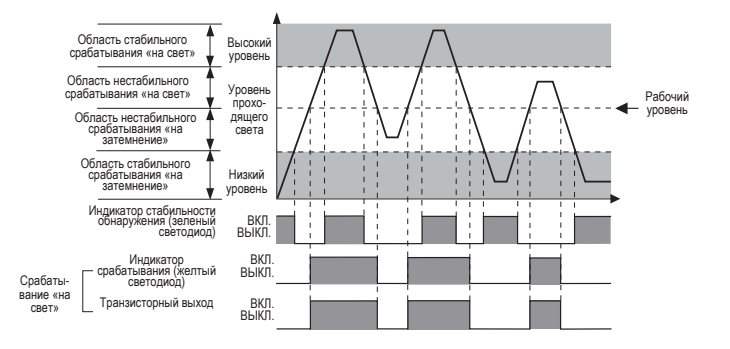 Область стабильного
срабатывания «на свет»
Область нестабильного
срабатывания «на свет»
Область нестабильного
срабатывания «на
затемнение»
Область стабильного
срабатывания «на
затемнение»
Высокий
уровень
Уровень
прохо-
дящего
света
Низкий
уровень
Рабочий
уровень
Индикатор стабильности
обнаружения (зеленый
светодиод)
ВКЛ.
ВЫКЛ.
Срабаты-
вание «на
свет»
Индикатор
срабатывания (желтый
светодиод)
ВКЛ.
ВЫКЛ.
Транзисторный выход
ВКЛ.
ВЫКЛ.